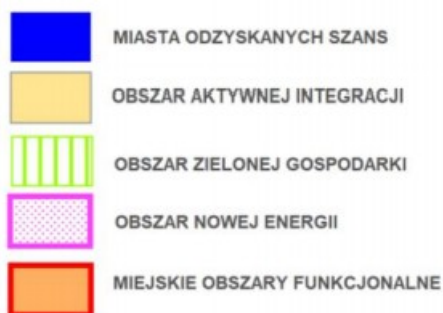 MIASTA ODZYSKANYCH SZANS
OBSZAR AKTYWNEJ INTEGRACJI
OBSZAR ZIELONEJ GOSPODARKI
OBSZAR NOWEJ ENERGII
MIEJSKIE OBSZARY FUNKCJONALNE